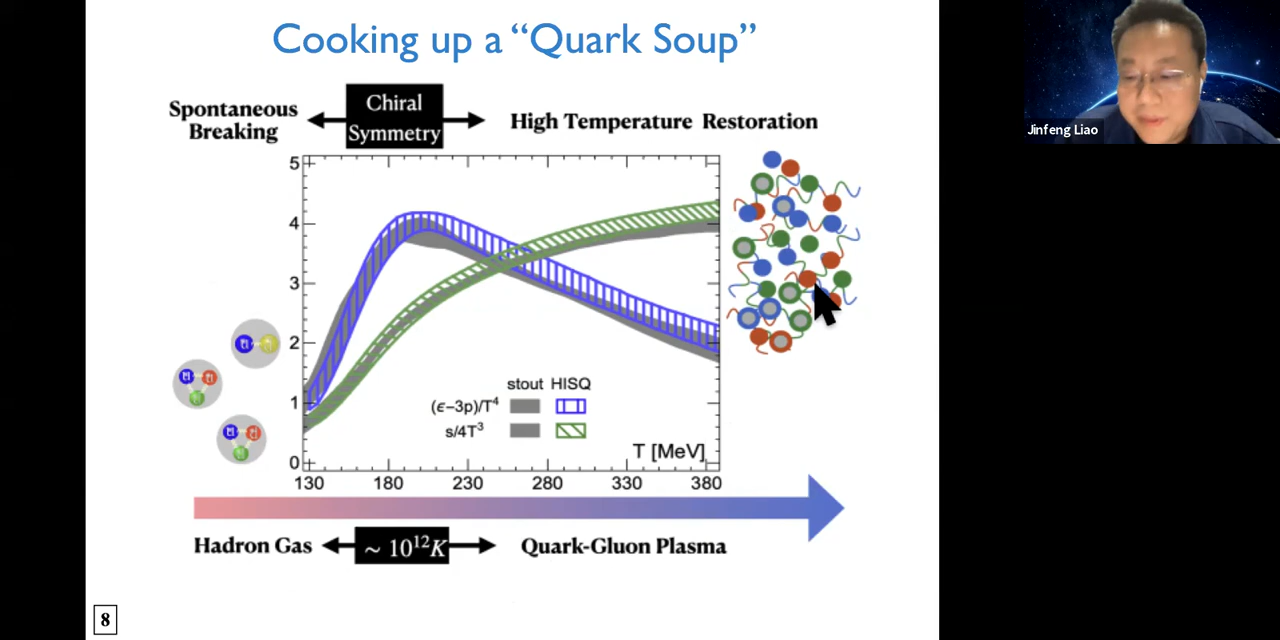 Cooking up a “Quark Soup”
Spontaneous
Breaking
Chiral
Symmetry
High Temperature Restoration
Jinfeng Liao
5
4
3
2
1
0
stout HISQ
(ϵ−3p)/T⁴
s/4T³
T [MeV]
130 180 230 280 330 380
Hadron Gas
~ 10¹²K
Quark-Gluon Plasma
8